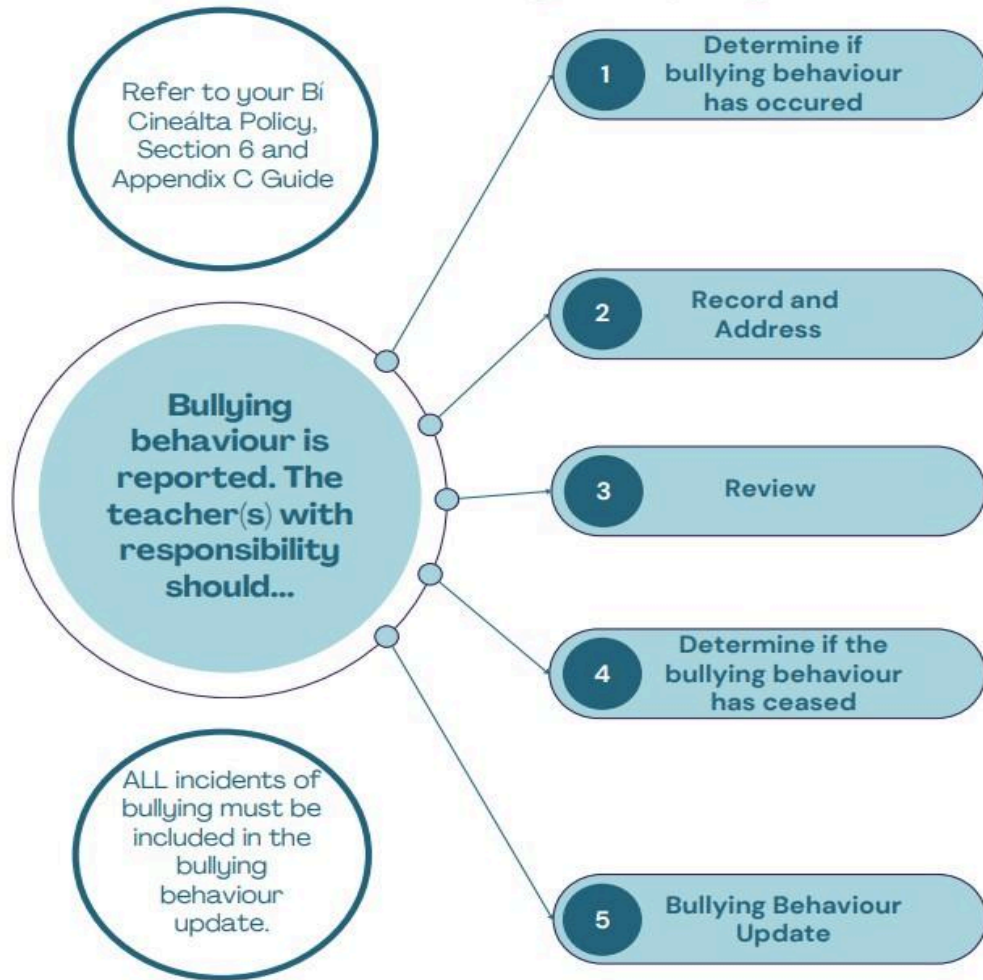 Refer to your Bí
Cineálta Policy,
Section 6 and
Appendix C Guide
Bullying
behaviour is
reported. The
teacher(s) with
responsibility
should...
ALL incidents of
bullying must be
included in the
bullying
behaviour
update.
1
Determine if
bullying behaviour
has occured
2
Record and
Address
3
Review
4
Determine if the
bullying behaviour
has ceased
5
Bullying Behaviour
Update